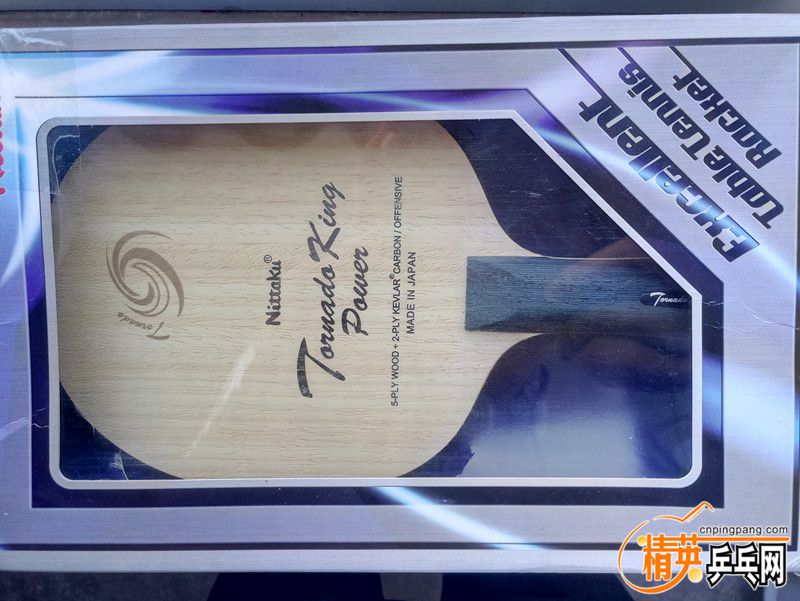 Excellent
Table Tennis
Racket
Nittaku®
Tornado King
Power
5-PLY WOOD + 2-PLY KEVLAR® CARBON / OFFENSIVE
MADE IN JAPAN
Tornado
Tornado
cnpingpang.com
精英乒乓网